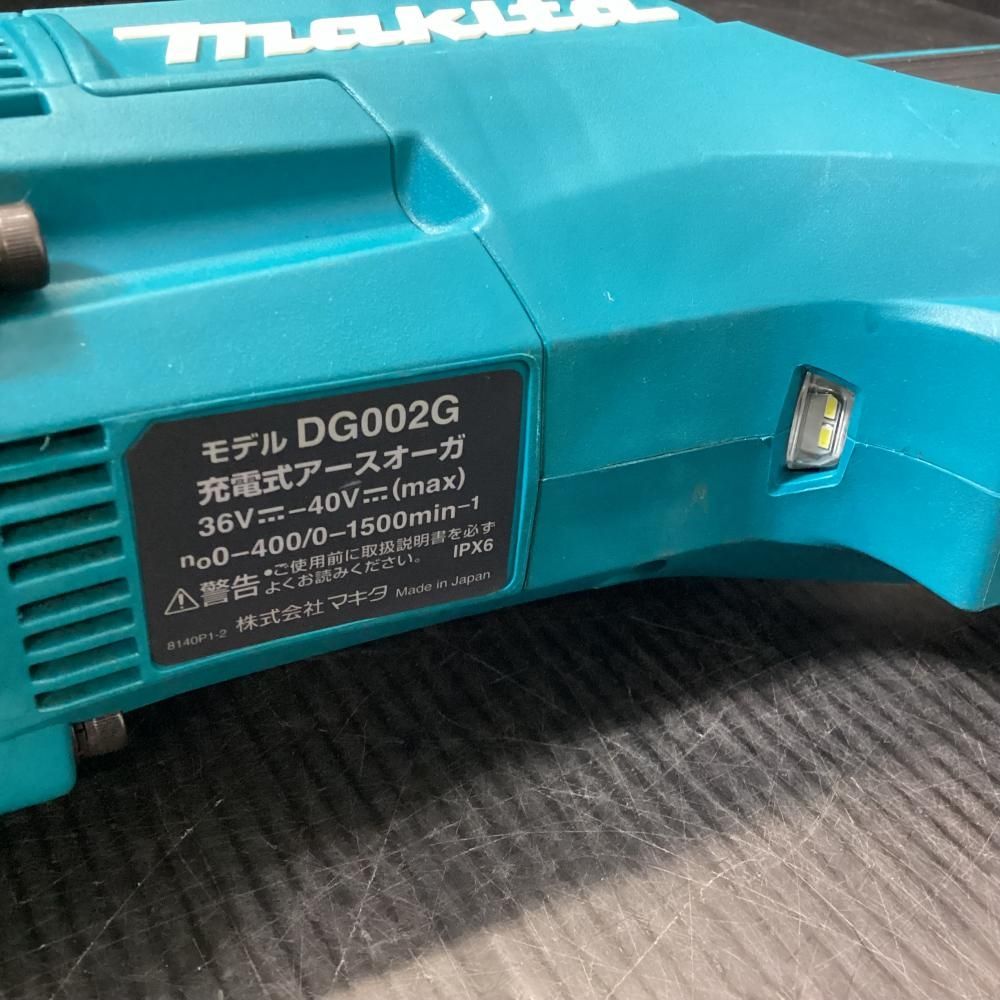 makita
モデル DG002G
充電式アースオーガ
36V⎓-40V⎓(max)
n₀0-400/0-1500min⁻¹
⚠警告 •ご使用前に取扱説明書を必ず
よくお読みください。 IPX6
8140P1-2 株式会社 マキタ Made in Japan